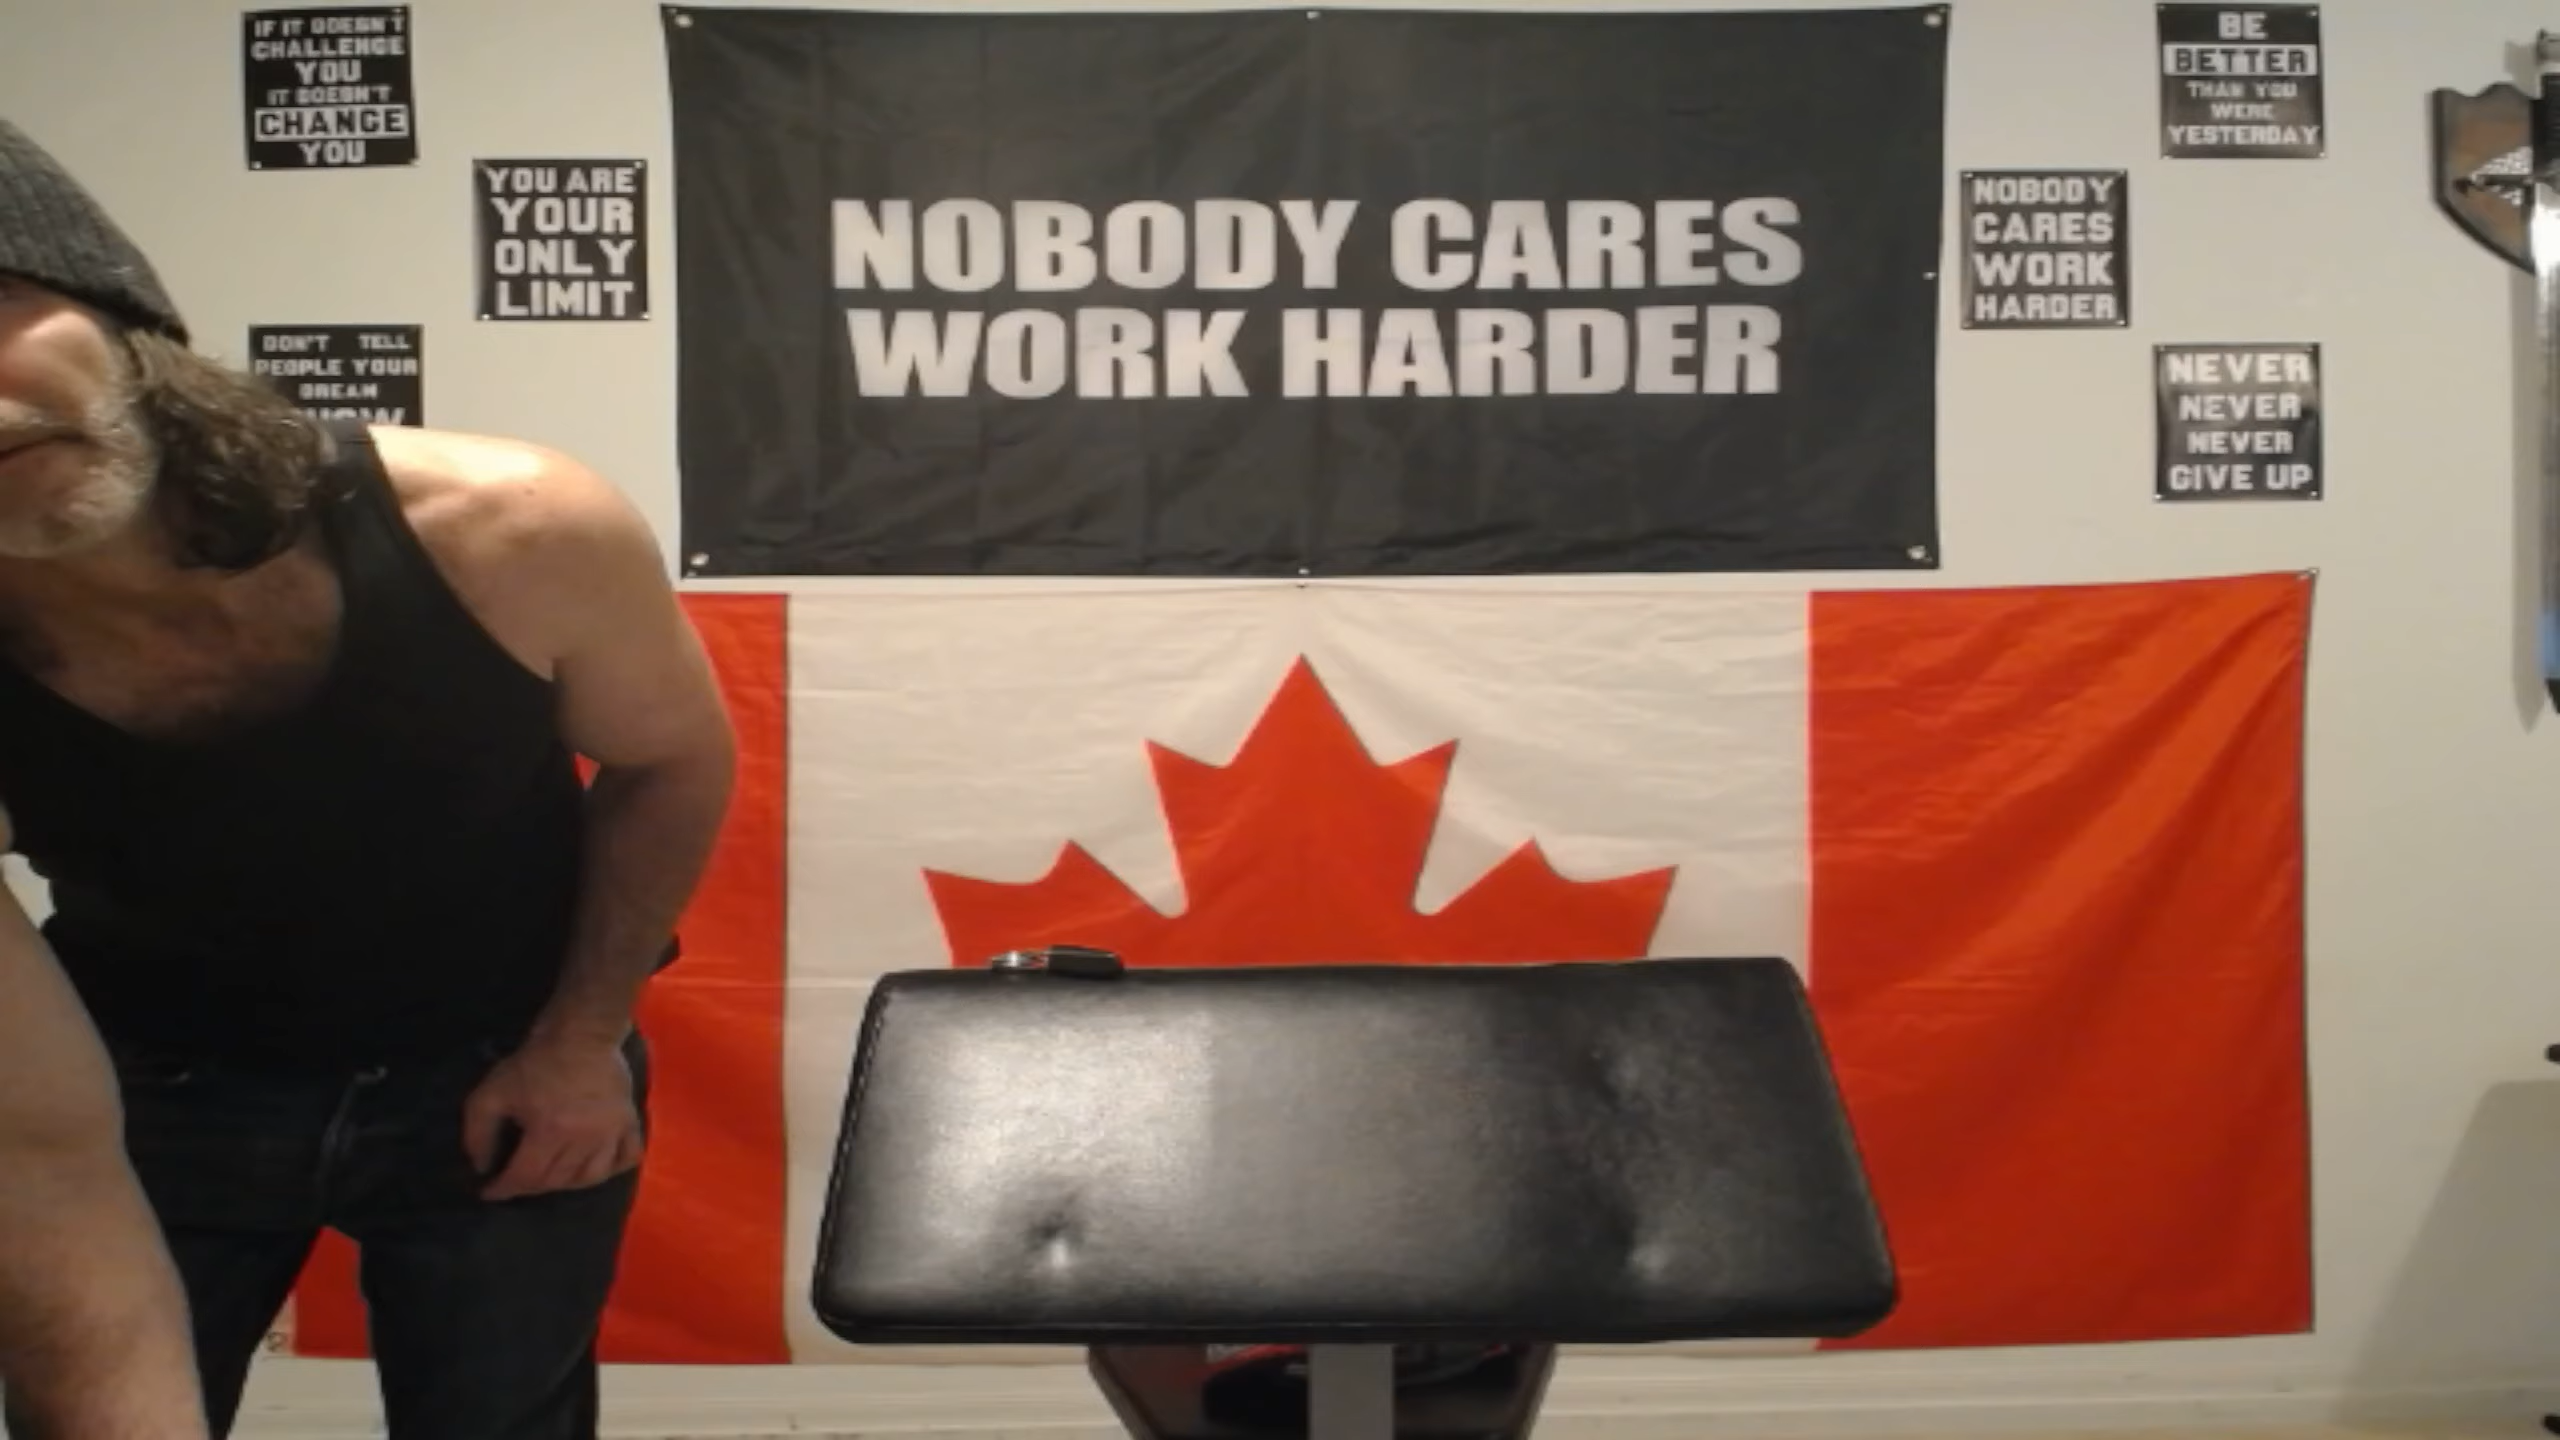 IF IT DOESN'T
CHALLENGE
YOU
IT DOESN'T
CHANGE
YOU
YOU ARE
YOUR
ONLY
LIMIT
DON'T TELL
PEOPLE YOUR
DREAM
SHOW
NOBODY CARES
WORK HARDER
BE
BETTER
THAN YOU
WERE
YESTERDAY
NOBODY
CARES
WORK
HARDER
NEVER
NEVER
NEVER
GIVE UP